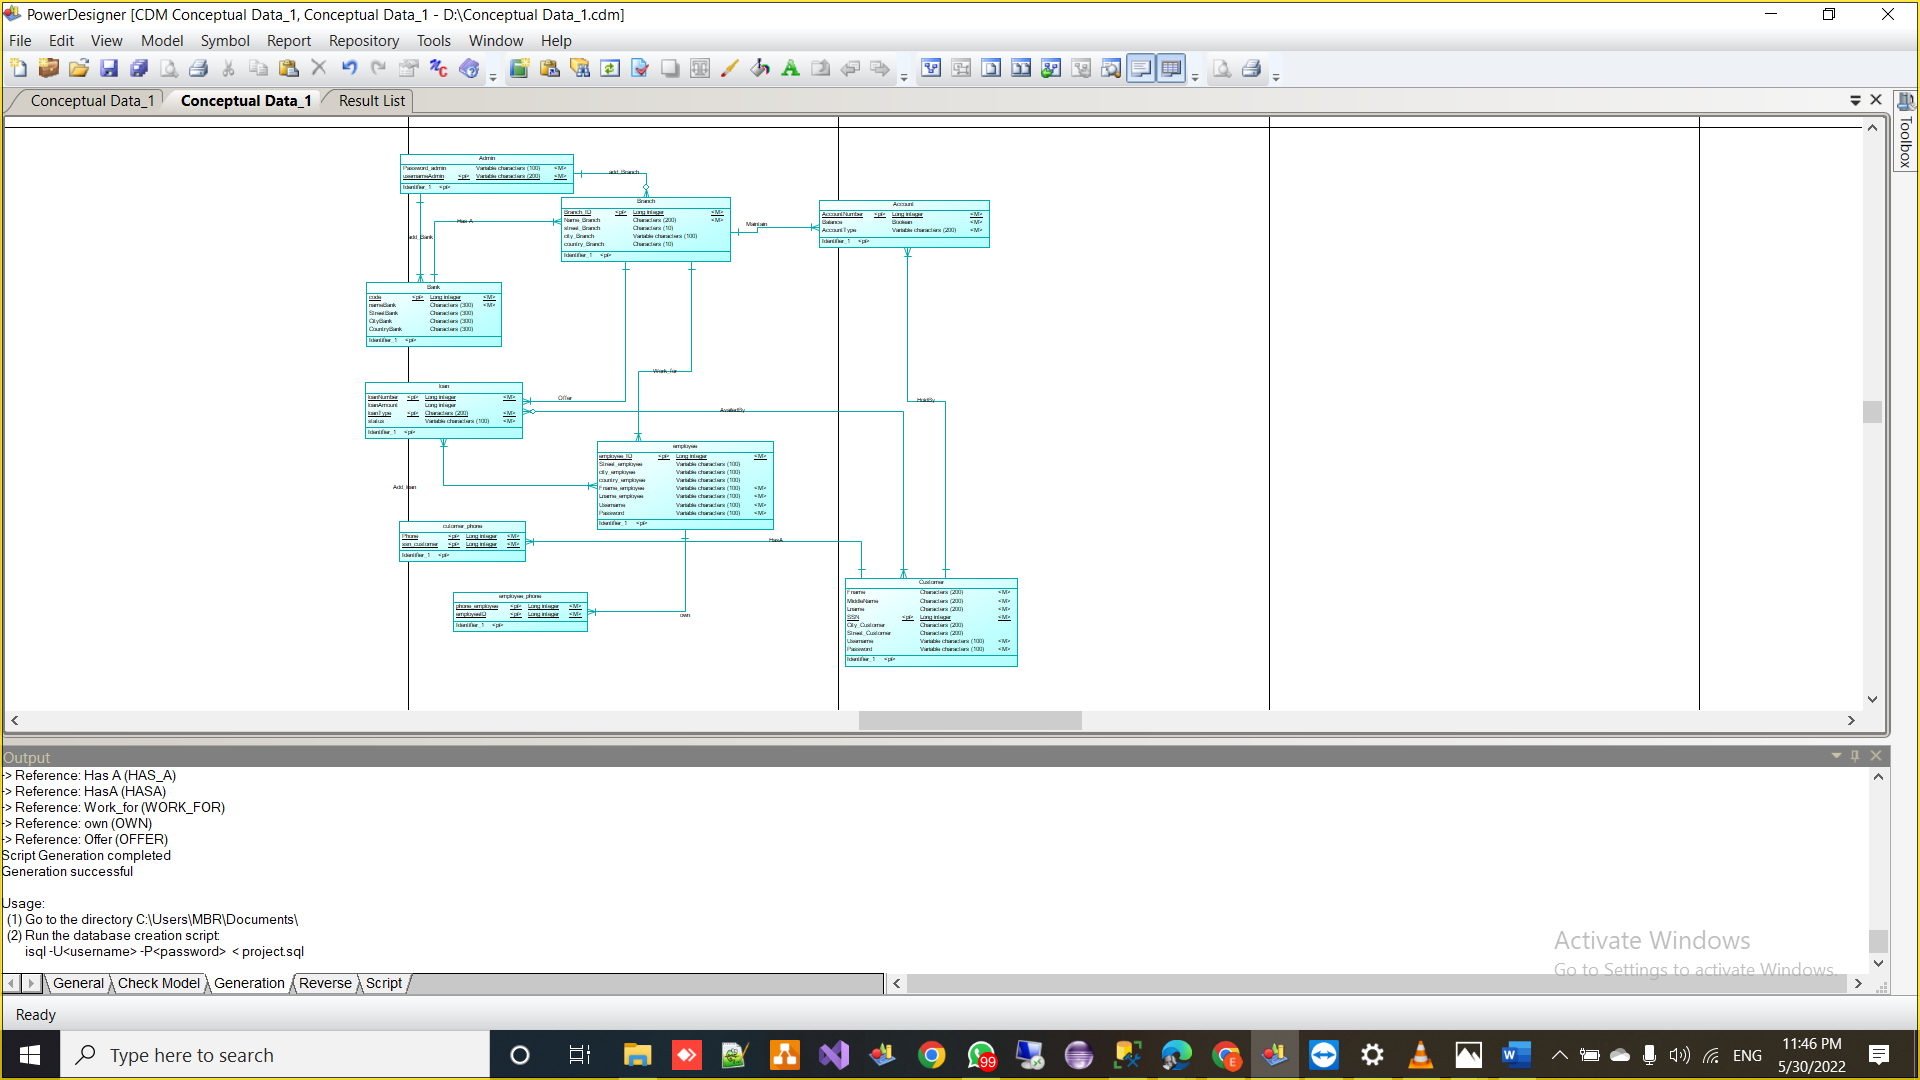 PowerDesigner [CDM Conceptual Data_1, Conceptual Data_1 - D:\Conceptual Data_1.cdm]
File Edit View Model Symbol Report Repository Tools Window Help
Conceptual Data_1 Conceptual Data_1 Result List
Toolbox
Admin
Password_admin Variable characters (100) <M>
usernameAdmin <pi> Variable characters (200) <M>
Identifier_1 <pi>
add_Branch
Branch
Branch_ID <pi> Long integer <M>
Name_Branch Characters (200) <M>
street_Branch Characters (10)
city_Branch Variable characters (100)
country_Branch Characters (10)
Identifier_1 <pi>
Has A
add_Bank
Maintain
Account
AccountNumber <pi> Long integer <M>
Balance Boolean <M>
AccountType Variable characters (200) <M>
Identifier_1 <pi>
Bank
code <pi> Long integer <M>
nameBank Characters (300) <M>
StreetBank Characters (300)
CityBank Characters (300)
CountryBank Characters (300)
Identifier_1 <pi>
Work_for
loan
loanNumber <pi> Long integer <M>
loanAmount Long integer
loanType <pi> Characters (200) <M>
status Variable characters (100) <M>
Identifier_1 <pi>
Offer
AvailedBy
HoldBy
employee
employee_ID <pi> Long integer <M>
Street_employee Variable characters (100)
city_employee Variable characters (100)
country_employee Variable characters (100)
Fname_employee Variable characters (100) <M>
Lname_employee Variable characters (100) <M>
Username Variable characters (100) <M>
Password Variable characters (100) <M>
Identifier_1 <pi>
Add_loan
cutomer_phone
Phone <pi> Long integer <M>
ssn_customer <pi> Long integer <M>
Identifier_1 <pi>
HasA
employee_phone
phone_employee <pi> Long integer <M>
employeeID <pi> Long integer <M>
Identifier_1 <pi>
own
Customer
Fname Characters (200) <M>
MiddleName Characters (200) <M>
Lname Characters (200) <M>
SSN <pi> Long integer <M>
City_Customer Characters (200)
Street_Customer Characters (200)
Username Variable characters (100) <M>
Password Variable characters (100) <M>
Identifier_1 <pi>
Output
-> Reference: Has A (HAS_A)
-> Reference: HasA (HASA)
-> Reference: Work_for (WORK_FOR)
-> Reference: own (OWN)
-> Reference: Offer (OFFER)
Script Generation completed
Generation successful
Usage:
(1) Go to the directory C:\Users\MBR\Documents\
(2) Run the database creation script:
isql -U<username> -P<password> < project.sql
Activate Windows
Go to Settings to activate Windows.
General Check Model Generation Reverse Script
Ready
Type here to search
99
E
ENG
11:46 PM
5/30/2022